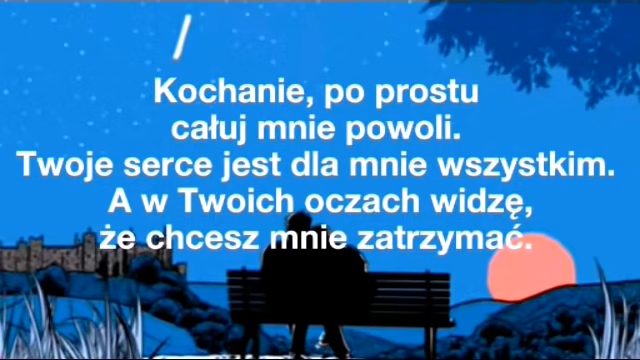 Kochanie, po prostu
całuj mnie powoli.
Twoje serce jest dla mnie wszystkim.
A w Twoich oczach widzę,
że chcesz mnie zatrzymać.